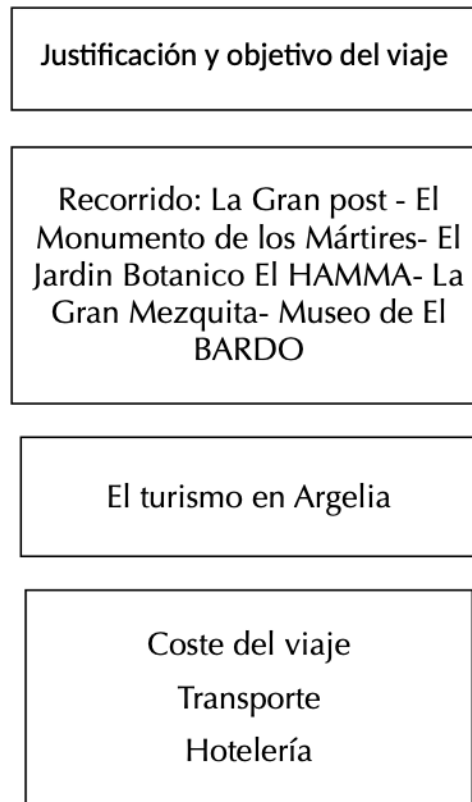 Justificación y objetivo del viaje
Recorrido: La Gran post - El
Monumento de los Mártires- El
Jardin Botanico El HAMMA- La
Gran Mezquita- Museo de El
BARDO
El turismo en Argelia
Coste del viaje
Transporte
Hotelería